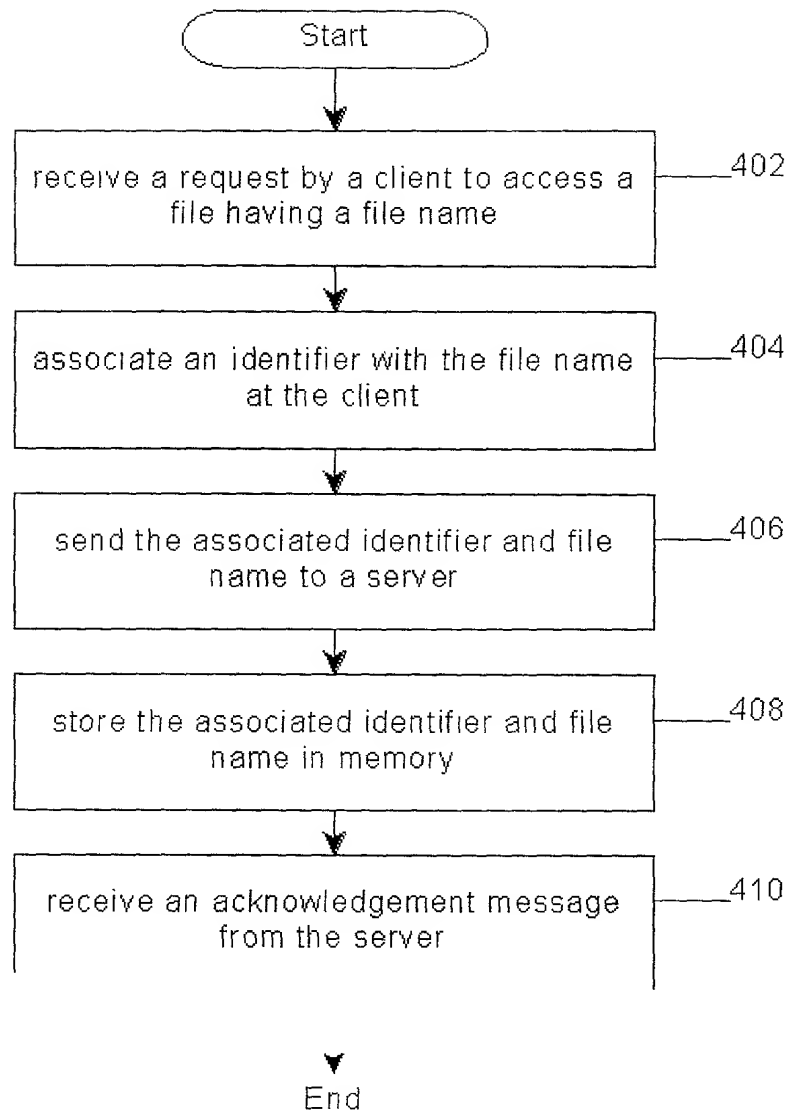 Start
receive a request by a client to access a
file having a file name
402
associate an identifier with the file name
at the client
404
send the associated identifier and file
name to a server
406
store the associated identifier and file
name in memory
408
receive an acknowledgement message
from the server
410
End